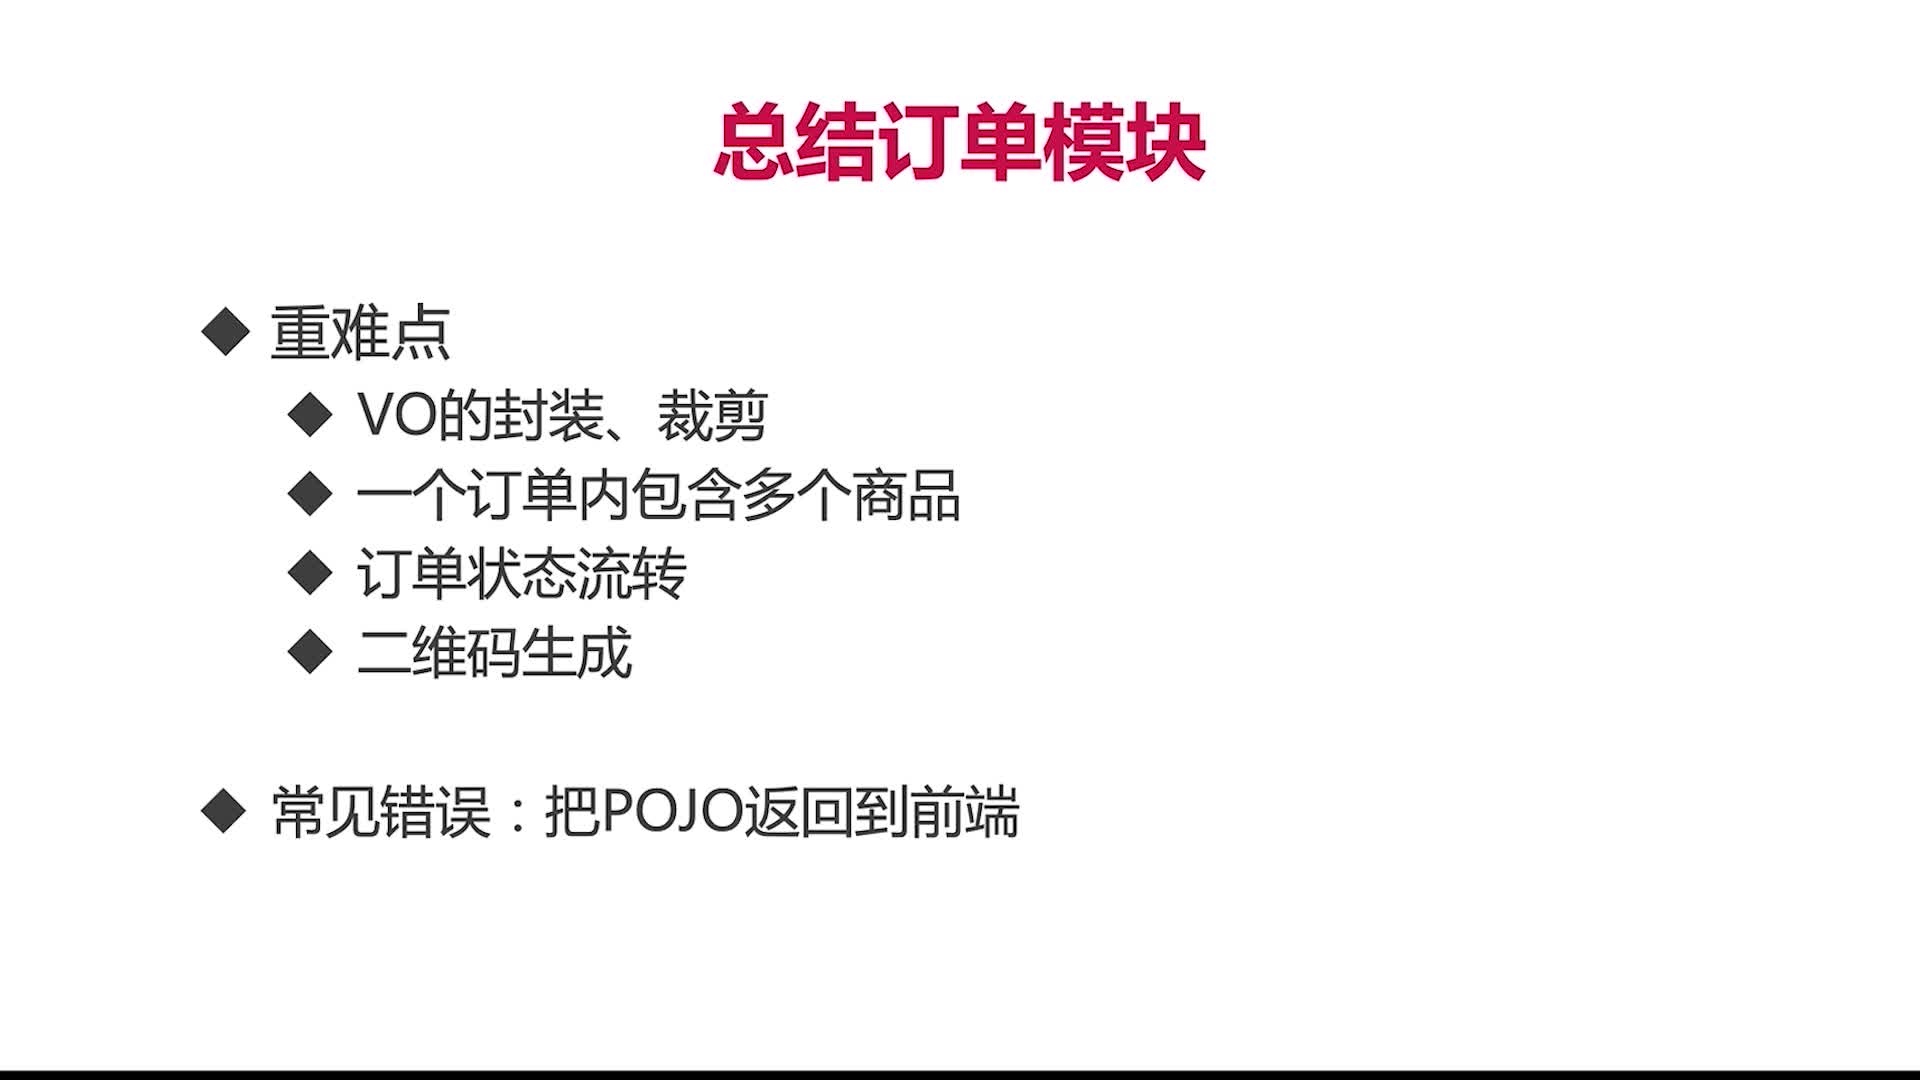 总结订单模块
◆ 重难点
◆ VO的封装、裁剪
◆ 一个订单内包含多个商品
◆ 订单状态流转
◆ 二维码生成
◆ 常见错误：把POJO返回到前端